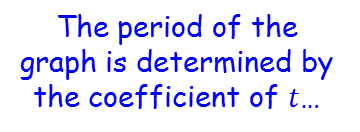 The period of the
graph is determined by
the coefficient of t...